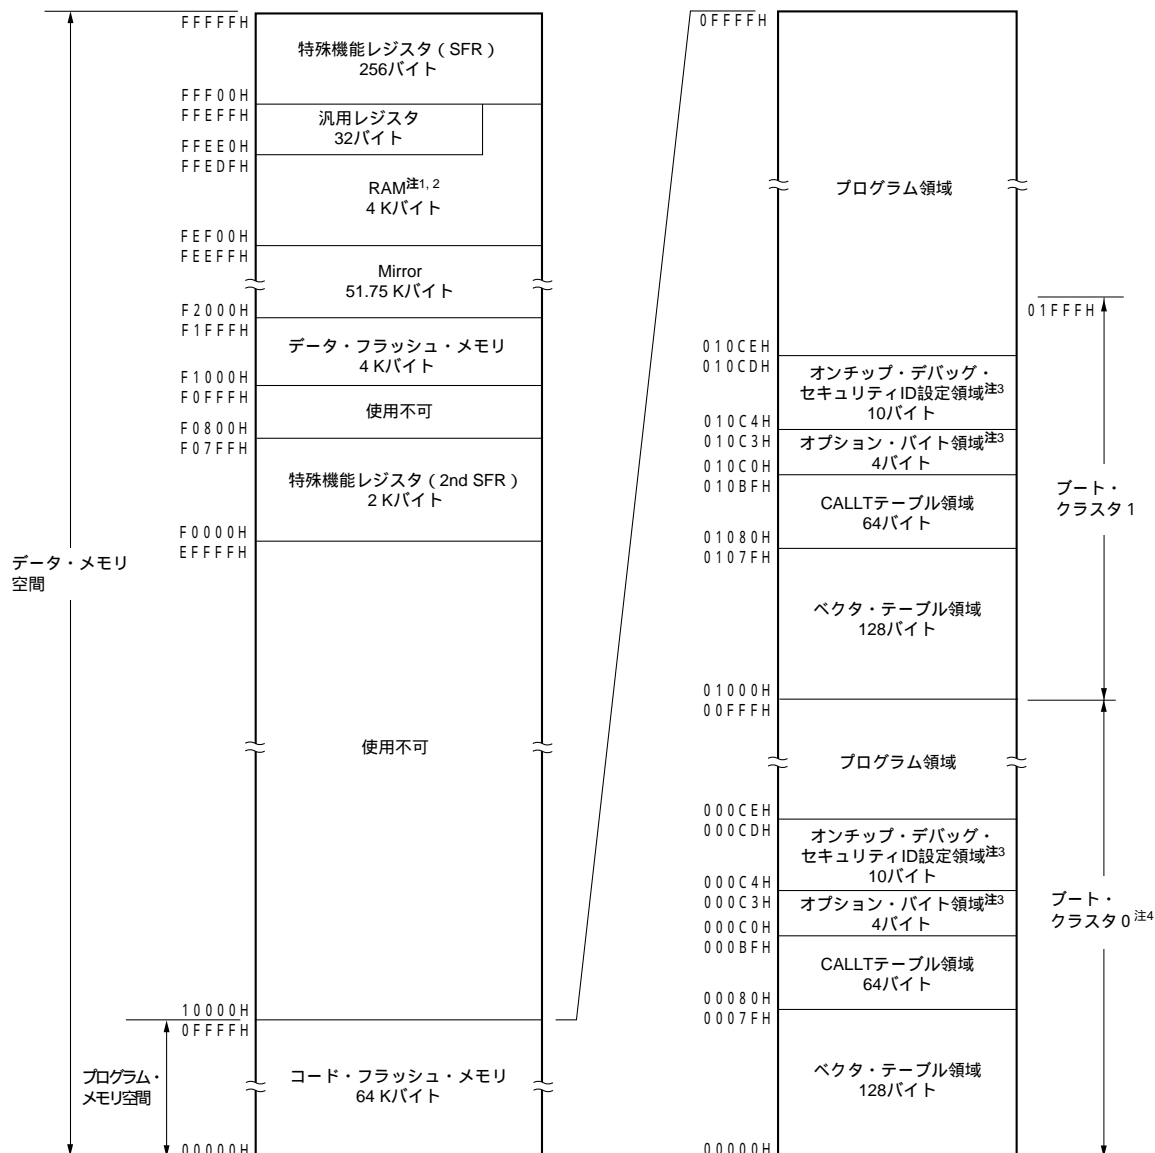 FFFFFH
特殊機能レジスタ(SFR)
256バイト
FFF00H
FFEFFH
汎用レジスタ
32バイト
FFEE0H
FFEDFH
RAM注1, 2
4 Kバイト
FEF00H
FEEFFH
Mirror
51.75 Kバイト
F2000H
F1FFFH
データ・フラッシュ・メモリ
4 Kバイト
F1000H
F0FFFH
使用不可
F0800H
F07FFH
特殊機能レジスタ(2nd SFR)
2 Kバイト
F0000H
EFFFFH
データ・メモリ
空間
使用不可
10000H
0FFFFH
プログラム・
メモリ空間
コード・フラッシュ・メモリ
64 Kバイト
00000H
0FFFFH
プログラム領域
01FFFH
010CEH
010CDH
オンチップ・デバッグ・
セキュリティID設定領域注3
10バイト
010C4H
010C3H
オプション・バイト領域注3
4バイト
010C0H
010BFH
CALLTテーブル領域
64バイト
01080H
0107FH
ブート・
クラスタ1
ベクタ・テーブル領域
128バイト
01000H
00FFFH
プログラム領域
000CEH
000CDH
オンチップ・デバッグ・
セキュリティID設定領域注3
10バイト
000C4H
000C3H
オプション・バイト領域注3
4バイト
000C0H
000BFH
CALLTテーブル領域
64バイト
00080H
0007FH
ブート・
クラスタ0注4
ベクタ・テーブル領域
128バイト
00000H